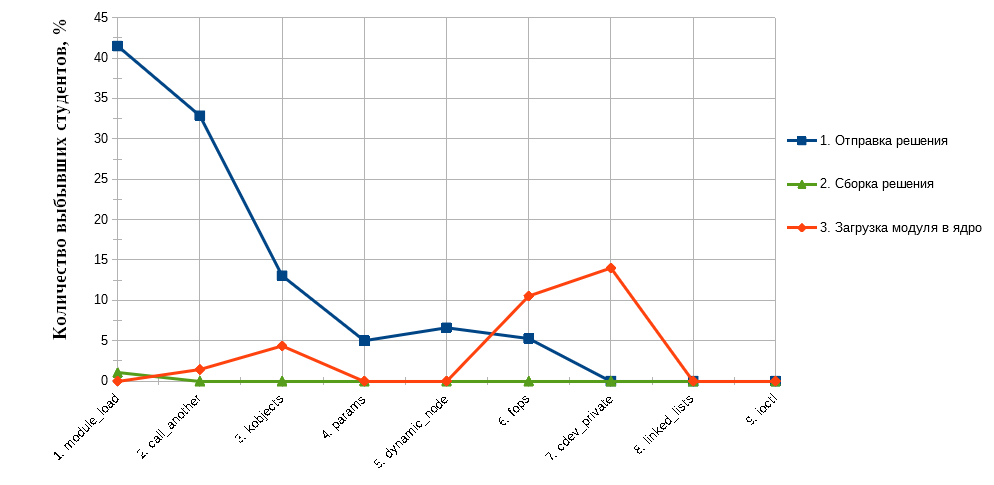 Количество выбывших студентов, %
45
40
35
30
25
20
15
10
5
0
1. module_load
2. call_another
3. kobjects
4. params
5. dynamic_node
6. fops
7. cdev_private
8. linked_lists
9. ioctl
1. Отправка решения
2. Сборка решения
3. Загрузка модуля в ядро